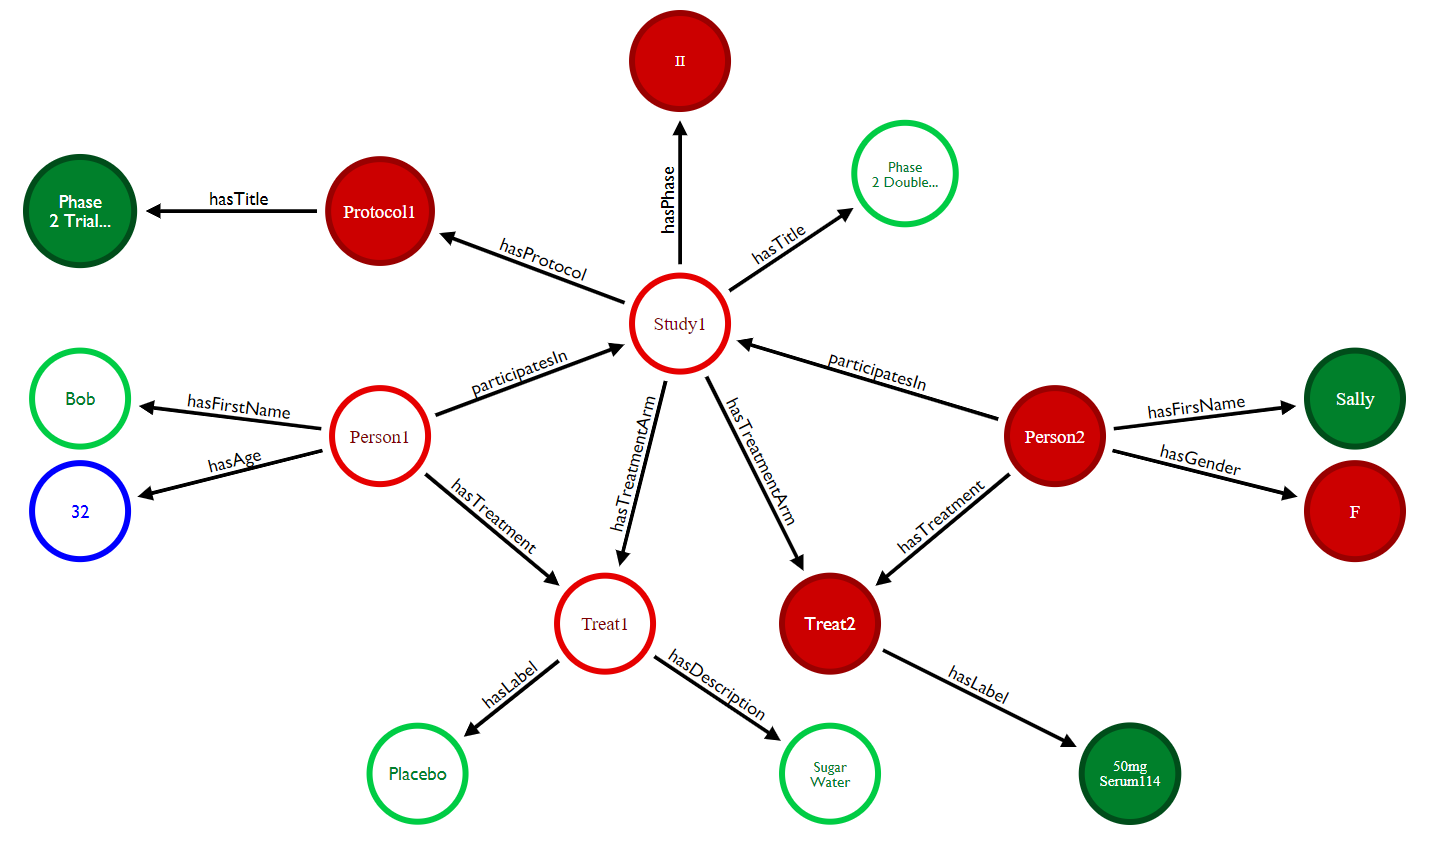 II
hasPhase
Phase
2 Double...
hasTitle
Phase
2 Trial...
hasTitle
Protocol1
hasProtocol
Study1
participatesIn
participatesIn
Bob
hasFirstName
Person1
hasAge
32
hasTreatment
hasTreatmentArm
hasTreatmentArm
Person2
hasFirsName
Sally
hasGender
F
hasTreatment
Treat1
Treat2
hasLabel
hasDescription
hasLabel
Placebo
Sugar
Water
50mg
Serum114